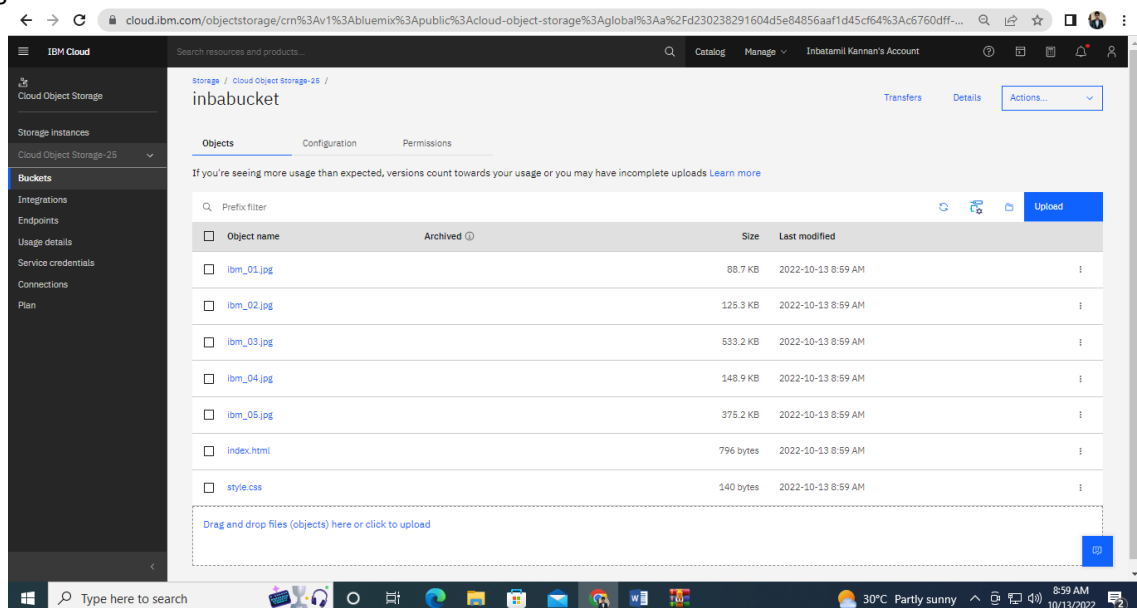 cloud.ibm.com/objectstorage/crn%3Av1%3Abluemix%3Apublic%3Acloud-object-storage%3Aglobal%3Aa%2Fd230238291604d5e84856aaf1d45cf64%3Ac6760dff-...
IBM Cloud
Search resources and products...
Catalog
Manage
Inbatamil Kannan's Account
Cloud Object Storage
Storage instances
Cloud Object Storage-25
Buckets
Integrations
Endpoints
Usage details
Service credentials
Connections
Plan
Storage / Cloud Object Storage-25 /
inbabucket
Transfers
Details
Actions...
Objects
Configuration
Permissions
If you're seeing more usage than expected, versions count towards your usage or you may have incomplete uploads Learn more
Prefix filter
Upload
Object name Archived Size Last modified
ibm_01.jpg 88.7 KB 2022-10-13 8:59 AM
ibm_02.jpg 125.3 KB 2022-10-13 8:59 AM
ibm_03.jpg 533.2 KB 2022-10-13 8:59 AM
ibm_04.jpg 148.9 KB 2022-10-13 8:59 AM
ibm_05.jpg 375.2 KB 2022-10-13 8:59 AM
index.html 796 bytes 2022-10-13 8:59 AM
style.css 140 bytes 2022-10-13 8:59 AM
Drag and drop files (objects) here or click to upload
Type here to search
30°C Partly sunny
8:59 AM
10/13/2022